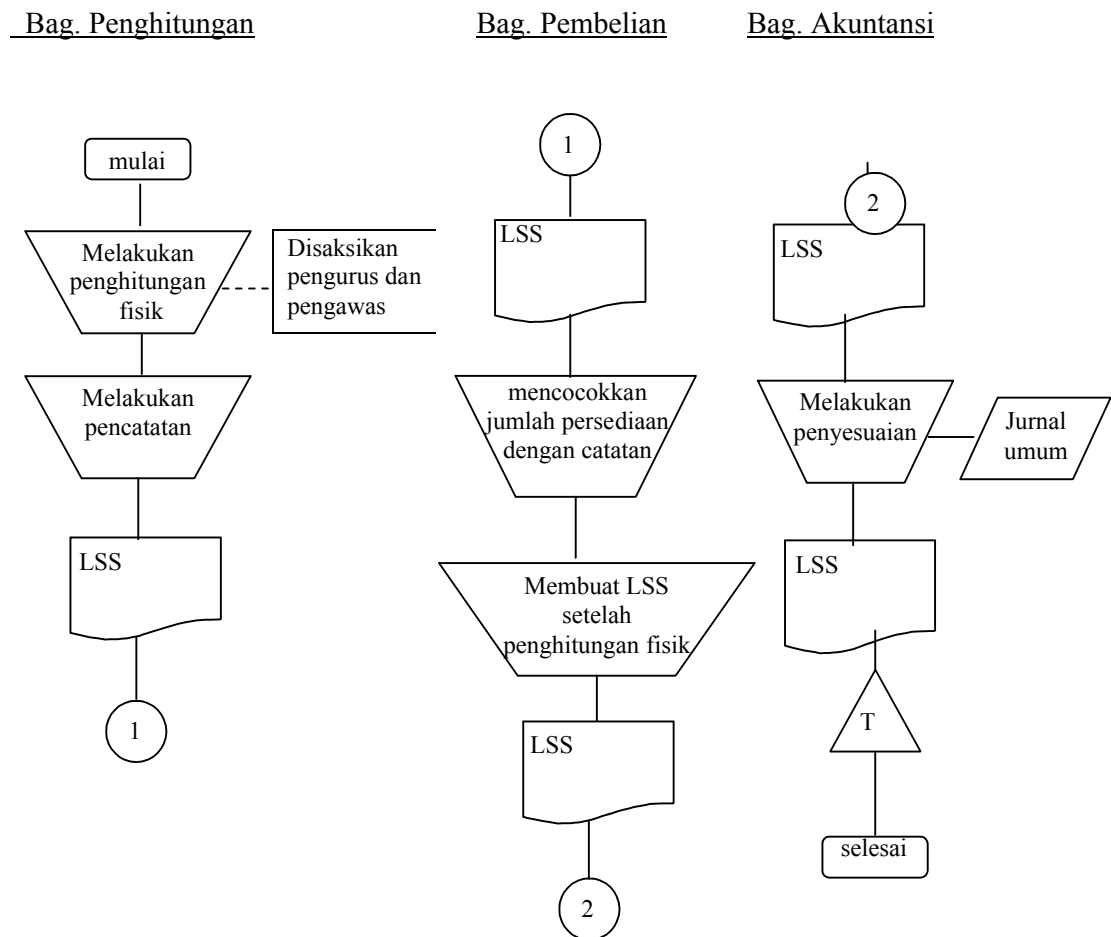 Bag. Penghitungan
Bag. Pembelian
Bag. Akuntansi
mulai
Melakukan
penghitungan
fisik
Disaksikan
pengurus dan
pengawas
Melakukan
pencatatan
LSS
1
1
LSS
mencocokkan
jumlah persediaan
dengan catatan
Membuat LSS
setelah
penghitungan fisik
LSS
2
2
LSS
Melakukan
penyesuaian
Jurnal
umum
LSS
T
selesai